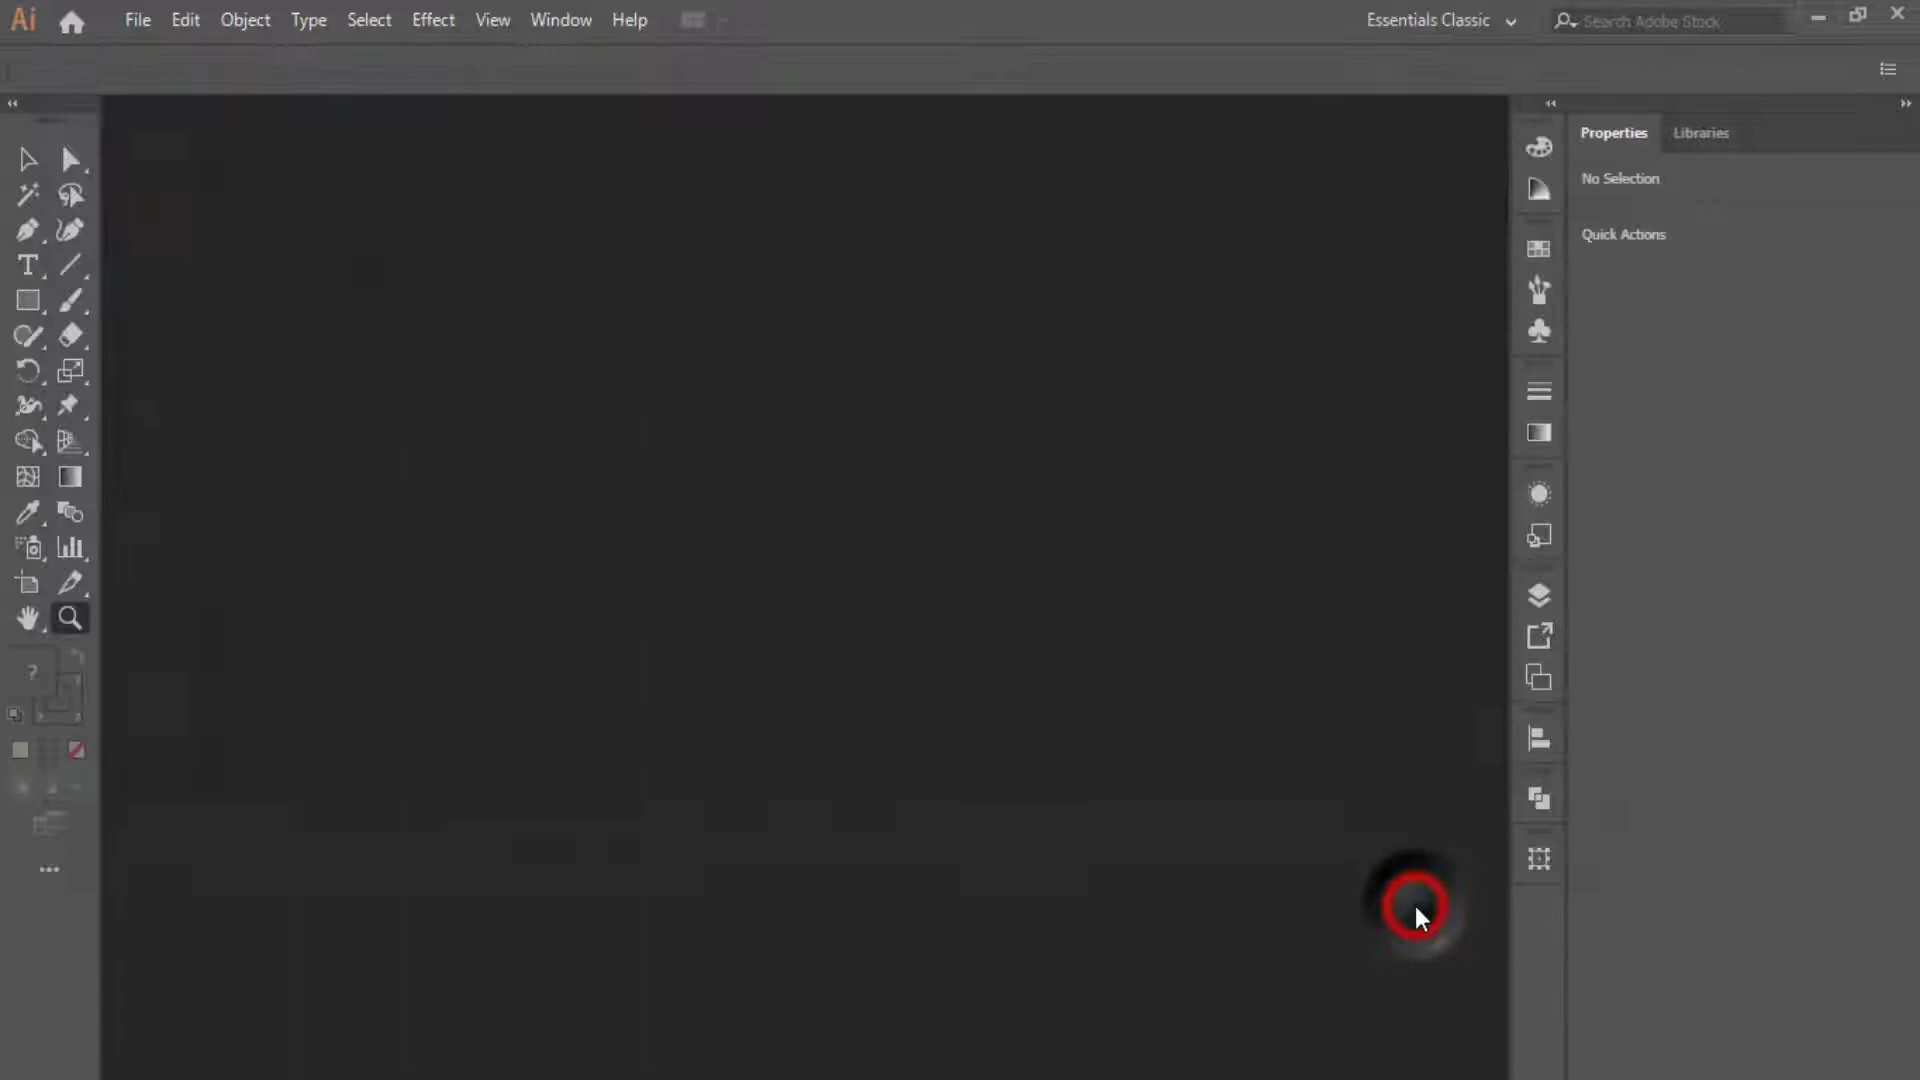 Ai File Edit Object Type Select Effect View Window Help Essentials Classic Search Adobe Stock
Properties Libraries
No Selection
Quick Actions
T
?